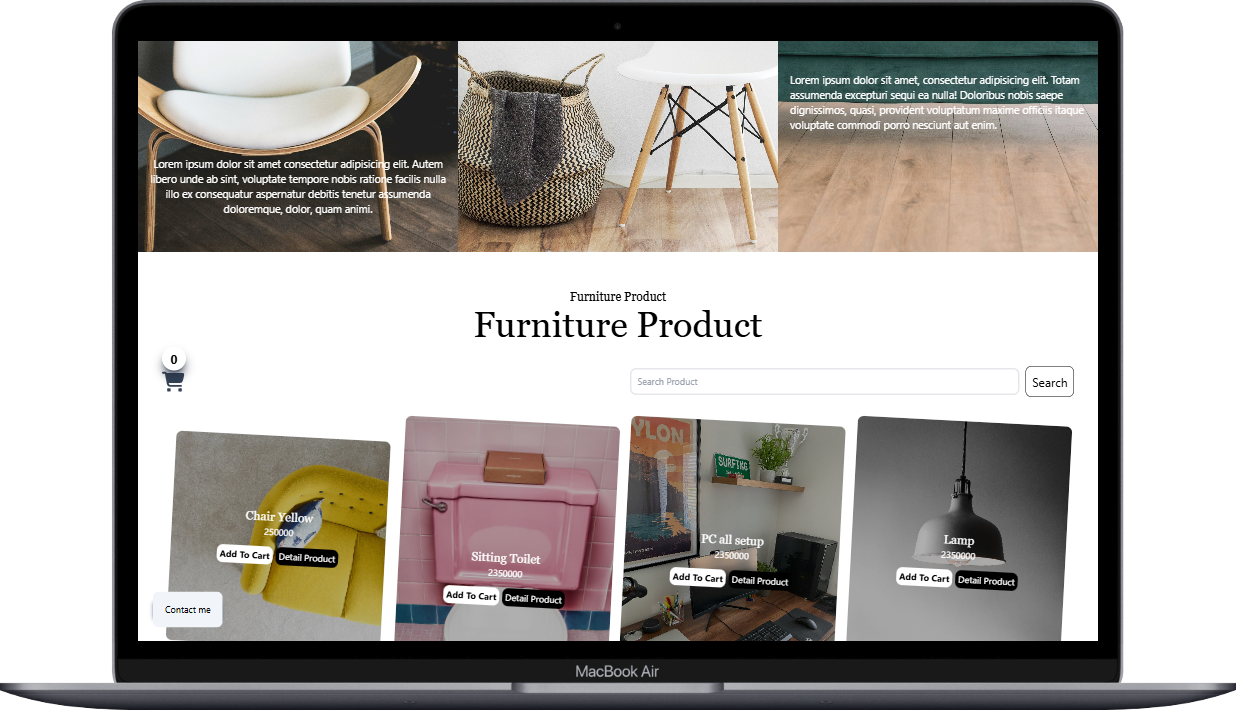 Lorem ipsum dolor sit amet, consectetur adipisicing elit. Totam
assumenda excepturi sequi ea nulla! Doloribus nobis saepe
dignissimos, quasi, provident voluptatum maxime officiis itaque
voluptate commodi porro nesciunt aut enim.
Lorem ipsum dolor sit amet consectetur adipisicing elit. Autem
libero unde ab sint, voluptate tempore nobis ratione facilis nulla
illo ex consequatur aspernatur debitis tenetur assumenda
doloremque, dolor, quam animi.
Furniture Product
Furniture Product
0
Search Product
Search
YLON
SURFING
Chair Yellow
250000
Add To Cart
Detail Product
Sitting Toilet
2350000
Add To Cart
Detail Product
PC all setup
2350000
Add To Cart
Detail Product
Lamp
2350000
Add To Cart
Detail Product
Contact me
MacBook Air